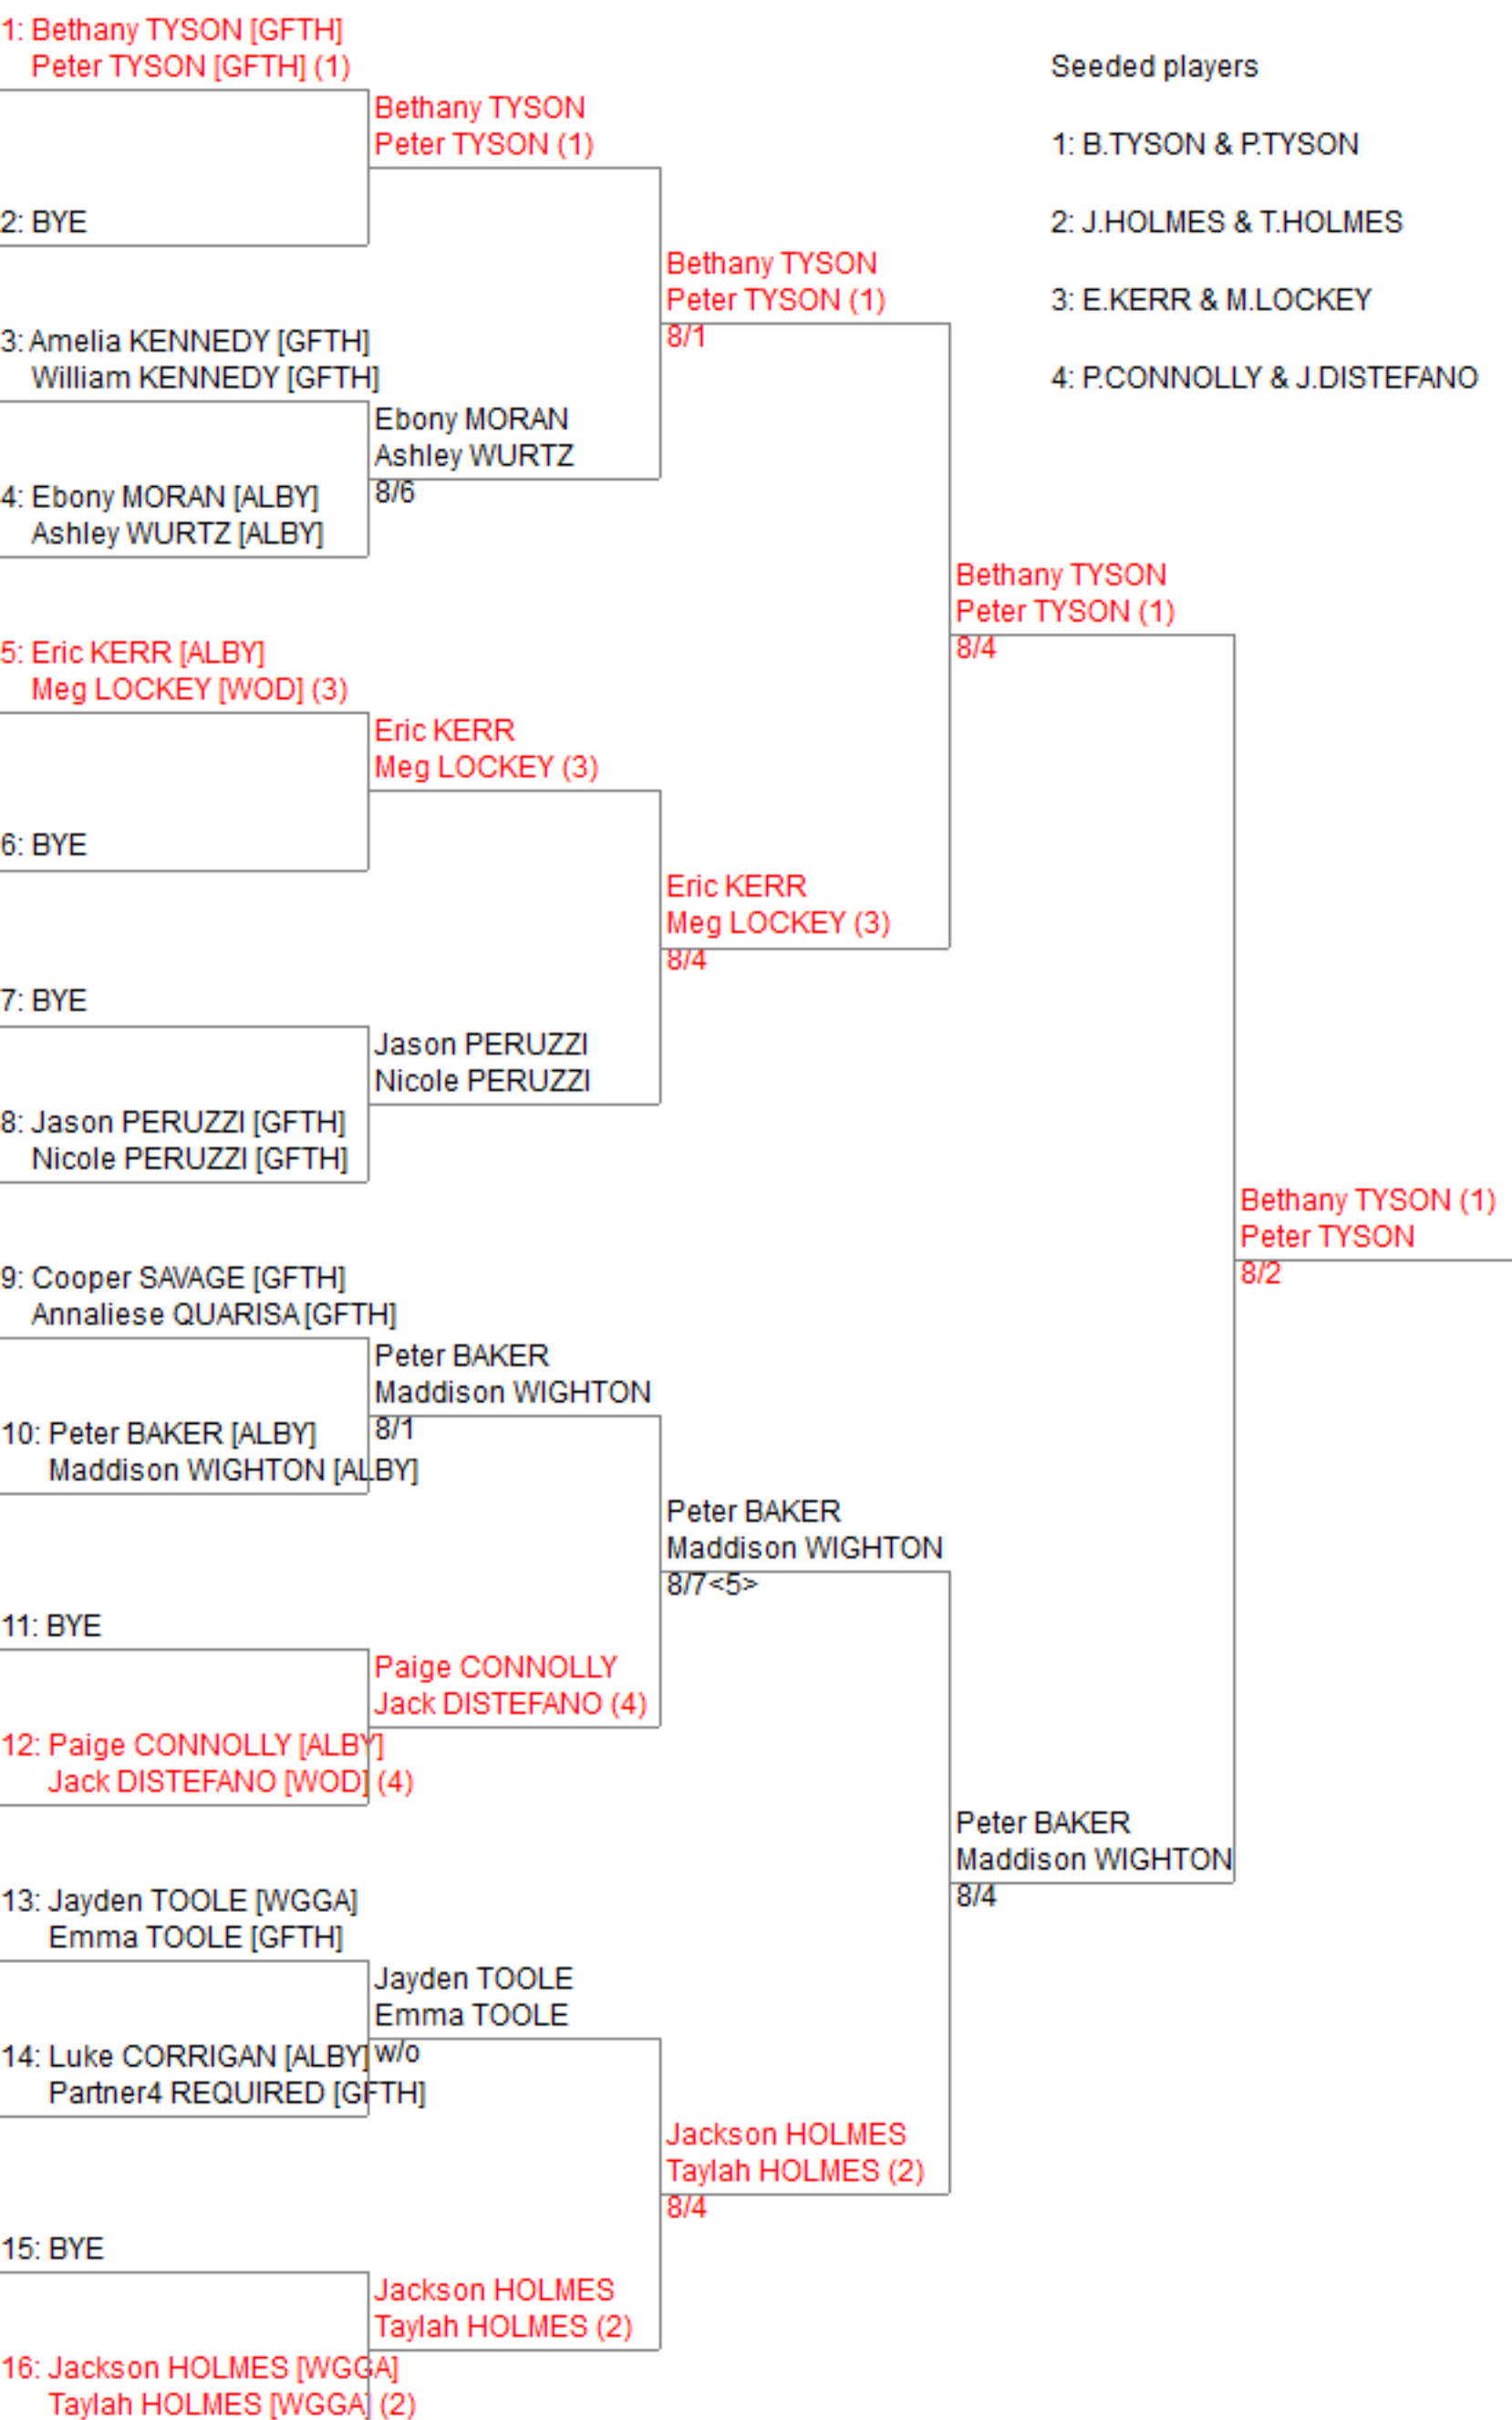 1: Bethany TYSON [GFTH]
Peter TYSON [GFTH] (1)
2: BYE
3: Amelia KENNEDY [GFTH]
William KENNEDY [GFTH]
4: Ebony MORAN [ALBY]
Ashley WURTZ [ALBY]
5: Eric KERR [ALBY]
Meg LOCKEY [WOD] (3)
6: BYE
7: BYE
8: Jason PERUZZI [GFTH]
Nicole PERUZZI [GFTH]
9: Cooper SAVAGE [GFTH]
Annaliese QUARISA [GFTH]
10: Peter BAKER [ALBY]
Maddison WIGHTON [ALBY]
11: BYE
12: Paige CONNOLLY [ALBY]
Jack DISTEFANO [WOD] (4)
13: Jayden TOOLE [WGGA]
Emma TOOLE [GFTH]
14: Luke CORRIGAN [ALBY]
Partner4 REQUIRED [GFTH]
15: BYE
16: Jackson HOLMES [WGGA]
Taylah HOLMES [WGGA] (2)
Bethany TYSON
Peter TYSON (1)
Ebony MORAN
Ashley WURTZ
8/6
Eric KERR
Meg LOCKEY (3)
Jason PERUZZI
Nicole PERUZZI
Peter BAKER
Maddison WIGHTON
8/1
Paige CONNOLLY
Jack DISTEFANO (4)
Jayden TOOLE
Emma TOOLE
w/o
Jackson HOLMES
Taylah HOLMES (2)
Bethany TYSON
Peter TYSON (1)
8/1
Eric KERR
Meg LOCKEY (3)
8/4
Peter BAKER
Maddison WIGHTON
8/7<5>
Jackson HOLMES
Taylah HOLMES (2)
8/4
Bethany TYSON
Peter TYSON (1)
8/4
Peter BAKER
Maddison WIGHTON
8/4
Bethany TYSON (1)
Peter TYSON
8/2
Seeded players
1: B.TYSON & P.TYSON
2: J.HOLMES & T.HOLMES
3: E.KERR & M.LOCKEY
4: P.CONNOLLY & J.DISTEFANO